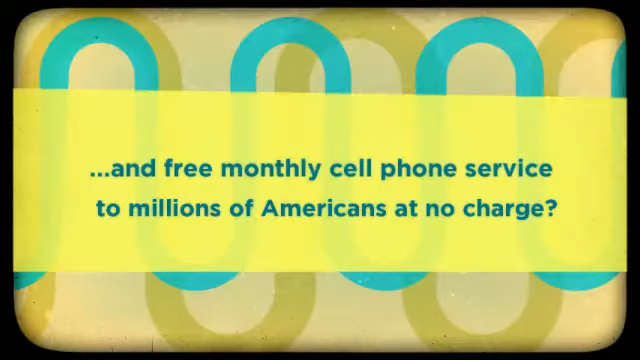 ...and free monthly cell phone service
to millions of Americans at no charge?